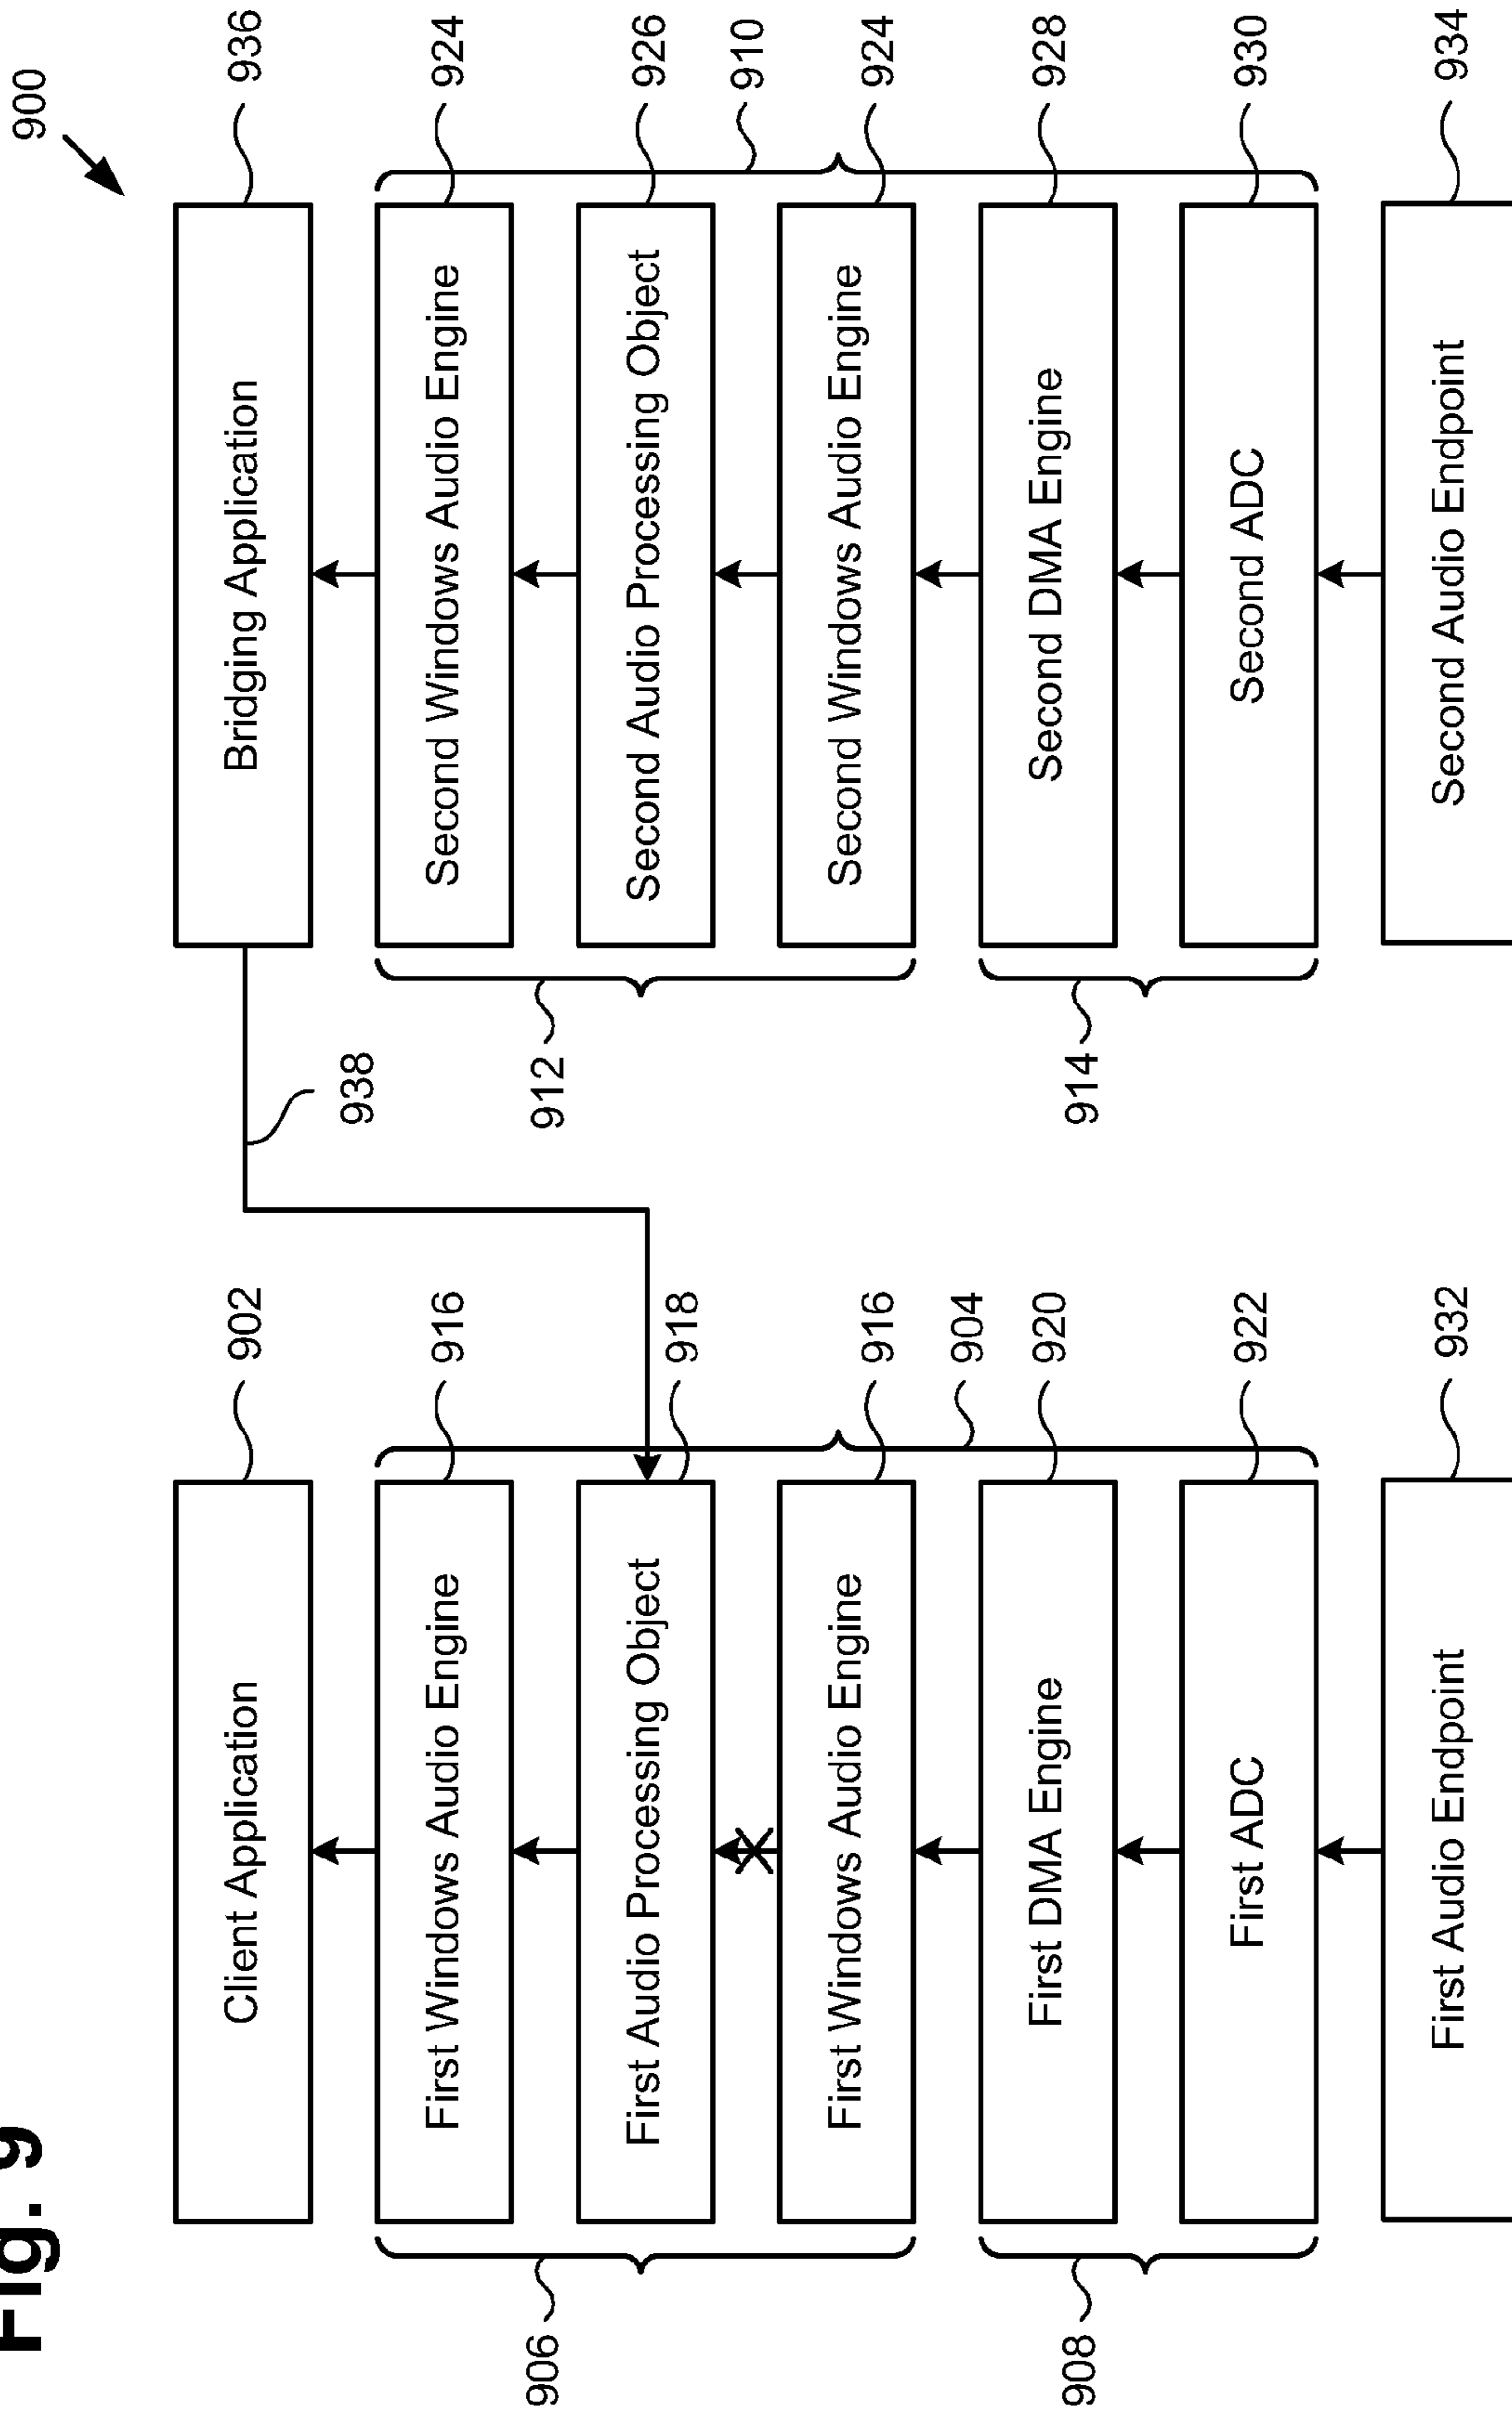 Fig. 9
900
Client Application
902
First Windows Audio Engine
916
First Audio Processing Object
918
First Windows Audio Engine
916
904
First DMA Engine
920
First ADC
922
First Audio Endpoint
932
906
908
938
Bridging Application
936
Second Windows Audio Engine
924
Second Audio Processing Object
926
910
Second Windows Audio Engine
924
Second DMA Engine
928
Second ADC
930
Second Audio Endpoint
934
912
914